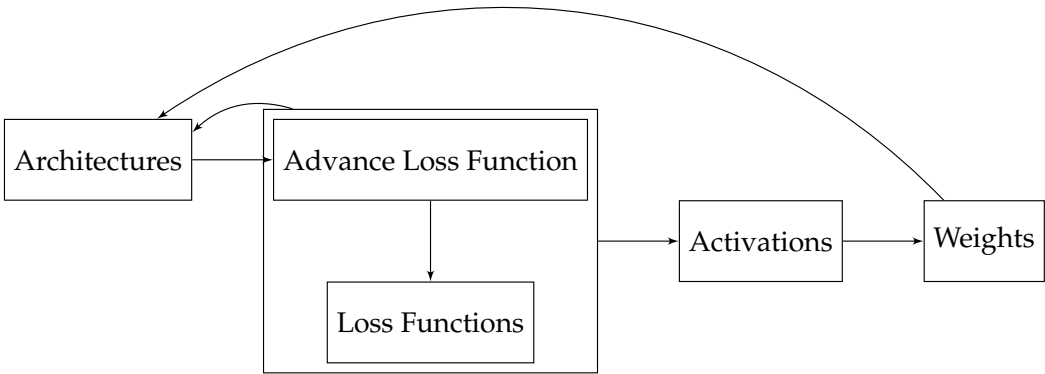 Architectures
Advance Loss Function
Loss Functions
Activations
Weights